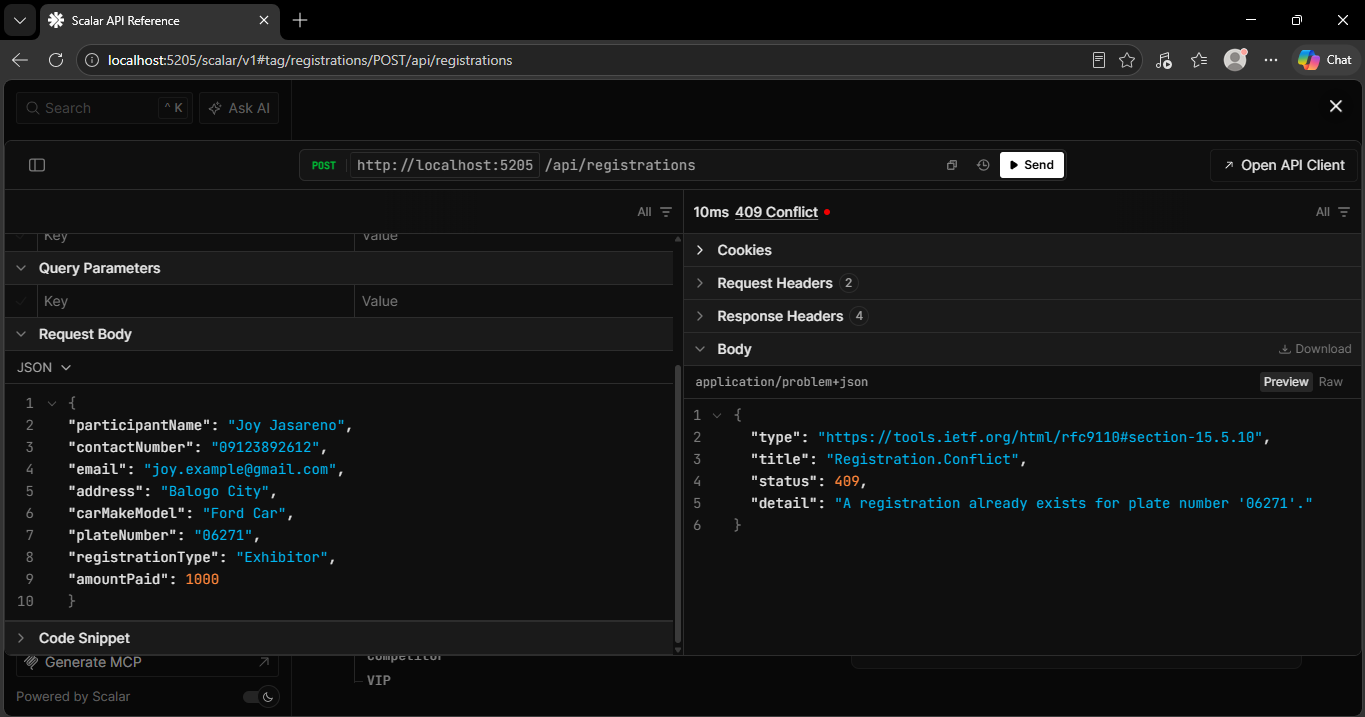 Scalar API Reference
localhost:5205/scalar/v1#tag/registrations/POST/api/registrations
Chat
Search
^ K
Ask AI
POST http://localhost:5205 /api/registrations
Send
Open API Client
All
10ms 409 Conflict
All
Key Value
Query Parameters
Key Value
Request Body
JSON
1 {
2 "participantName": "Joy Jasareno",
3 "contactNumber": "09123892612",
4 "email": "joy.example@gmail.com",
5 "address": "Balogo City",
6 "carMakeModel": "Ford Car",
7 "plateNumber": "06271",
8 "registrationType": "Exhibitor",
9 "amountPaid": 1000
10 }
Code Snippet
Cookies
Request Headers 2
Response Headers 4
Body
Download
application/problem+json
Preview Raw
1 {
2 "type": "https://tools.ietf.org/html/rfc9110#section-15.5.10",
3 "title": "Registration.Conflict",
4 "status": 409,
5 "detail": "A registration already exists for plate number '06271'."
6 }
Generate MCP
Competitor
VIP
Powered by Scalar